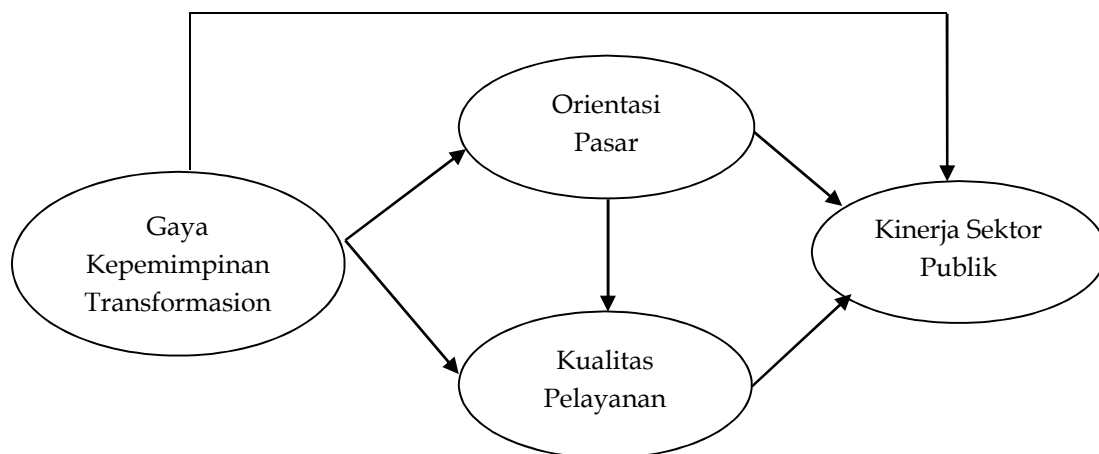 Orientasi
Pasar
Gaya
Kepemimpinan
Transformasion
Kinerja Sektor
Publik
Kualitas
Pelayanan